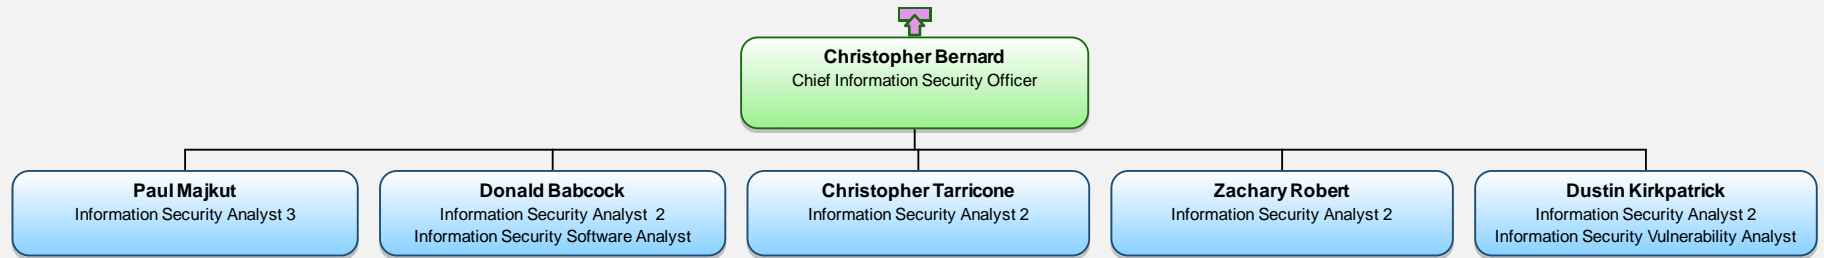 Christopher Bernard
Chief Information Security Officer
Paul Majkut
Information Security Analyst 3
Donald Babcock
Information Security Analyst  2
Information Security Software Analyst
Christopher Tarricone
Information Security Analyst 2
Zachary Robert
Information Security Analyst 2
Dustin Kirkpatrick
Information Security Analyst 2
Information Security Vulnerability Analyst